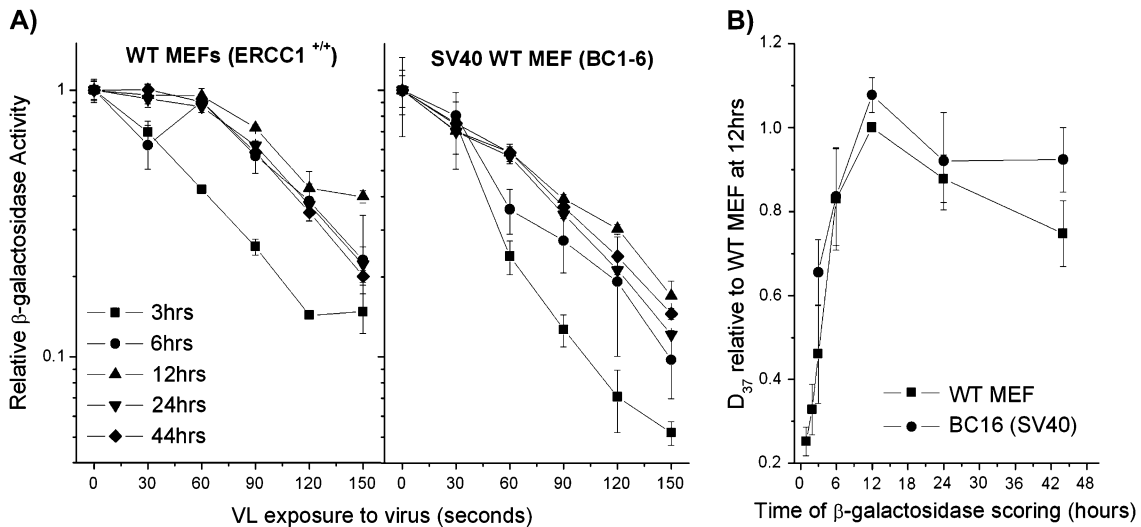 A)
WT MEFs (ERCC1 +/+)
SV40 WT MEF (BC1-6)
Relative β-galactosidase Activity
1
0.1
3hrs
6hrs
12hrs
24hrs
44hrs
0 30 60 90 120 150
0 30 60 90 120 150
VL exposure to virus (seconds)
B)
D37 relative to WT MEF at 12hrs
1.2
1.0
0.8
0.6
0.4
0.2
WT MEF
BC16 (SV40)
0 6 12 18 24 30 36 42 48
Time of β-galactosidase scoring (hours)